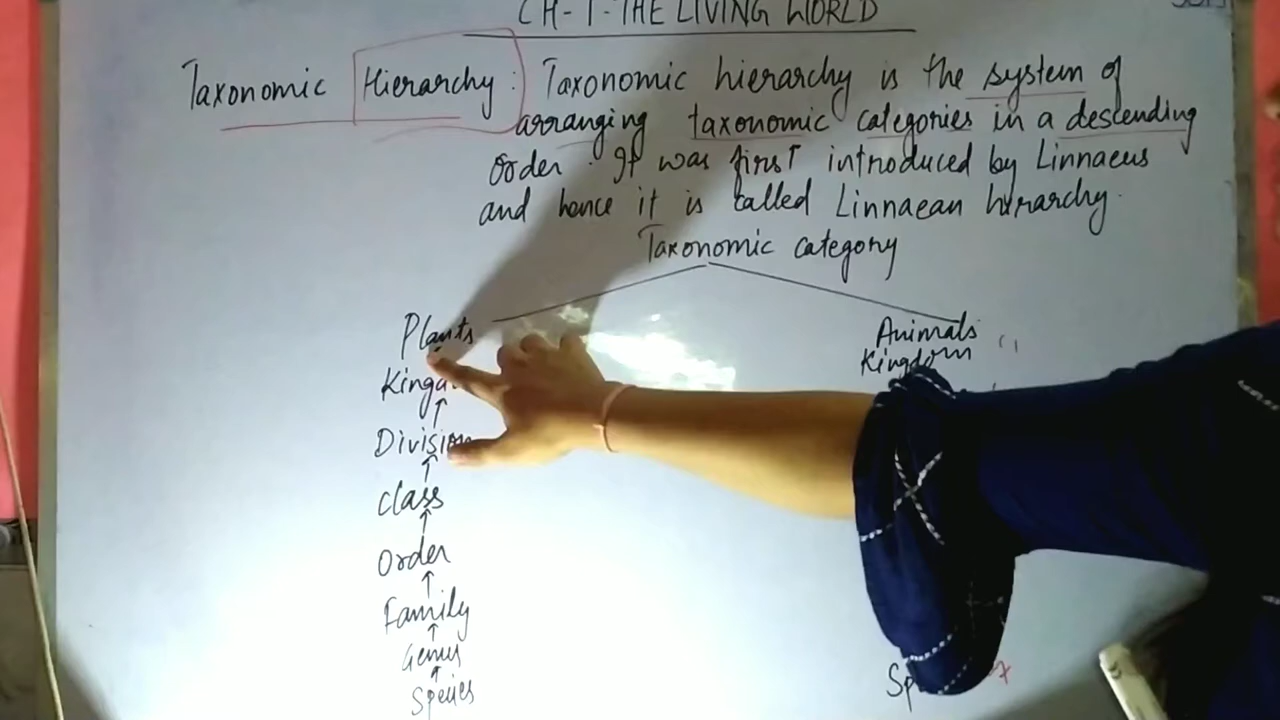 CH-1-THE LIVING WORLD
Taxonomic Hierarchy: Taxonomic hierarchy is the system of
arranging taxonomic categories in a descending
order. It was first introduced by Linnaeus
and hence it is called Linnaean hirarchy.
Taxonomic category
Plants
Animals
Kingdom
Division
Class
Order
Family
Genus
Species